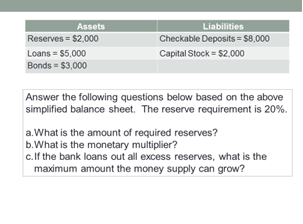 Assets Liabilities
Reserves = $2,000 Checkable Deposits = $8,000
Loans = $5,000 Capital Stock = $2,000
Bonds = $3,000
Answer the following questions below based on the above
simplified balance sheet. The reserve requirement is 20%.
a.What is the amount of required reserves?
b.What is the monetary multiplier?
c.If the bank loans out all excess reserves, what is the
maximum amount the money supply can grow?